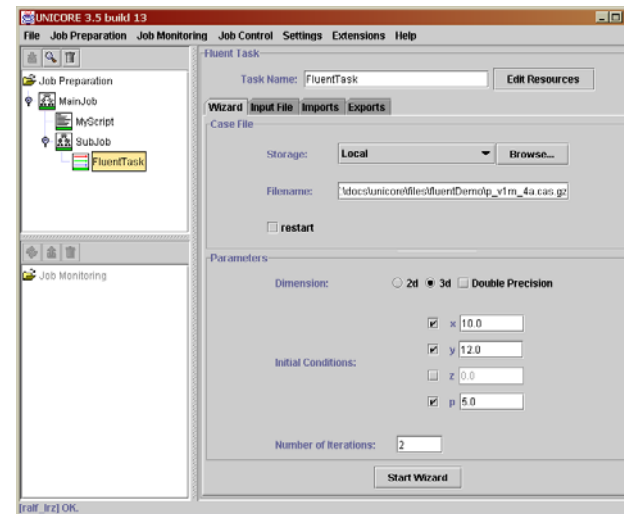 UNICORE 3.5 build 13
File Job Preparation Job Monitoring Job Control Settings Extensions Help
Job Preparation
MainJob
MyScript
SubJob
FluentTask
Job Monitoring
Fluent Task
Task Name: FluentTask Edit Resources
Wizard Input File Imports Exports
Case File
Storage: Local Browse...
Filename: :\docs\unicore\files\fluentDemo\p_v1m_4a.cas.gz
restart
Parameters
Dimension: 2d 3d Double Precision
Initial Conditions:
x 10.0
y 12.0
z 0.0
p 5.0
Number of Iterations: 2
Start Wizard
[ralf_lrz] OK.